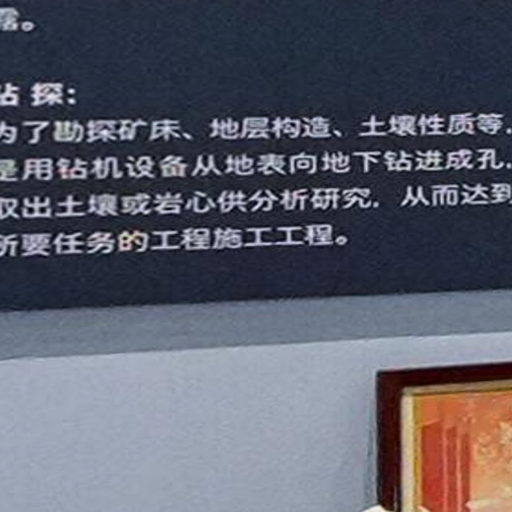 露。
钻 探:
为了勘探矿床、地层构造、土壤性质等，
是用钻机设备从地表向地下钻进成孔，
取出土壤或岩心供分析研究，从而达到
所要任务的工程施工工程。